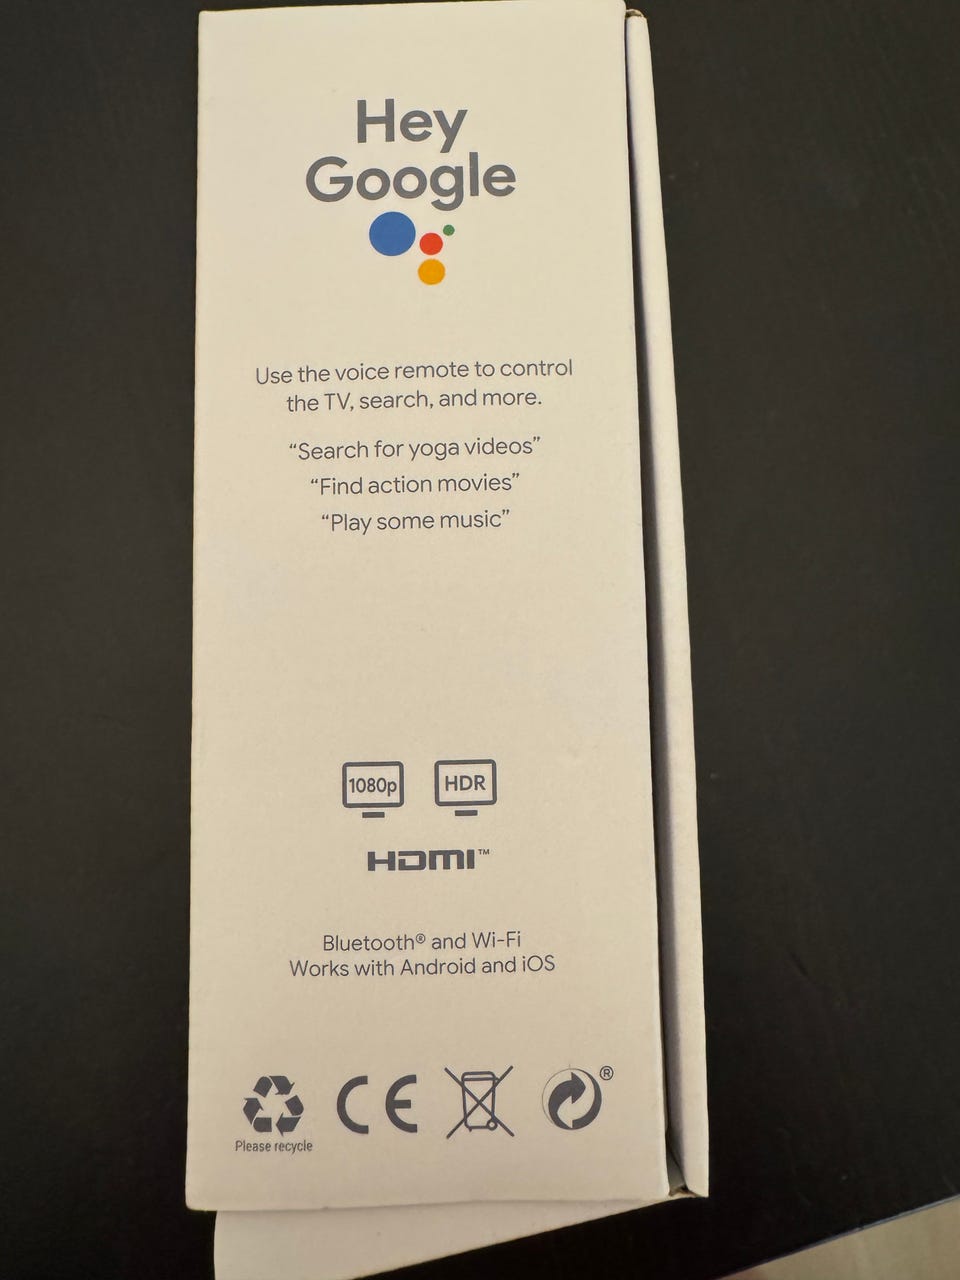 Hey
Google
Use the voice remote to control
the TV, search, and more.
“Search for yoga videos”
“Find action movies”
“Play some music”
1080p HDR
HDMI™
Bluetooth® and Wi-Fi
Works with Android and iOS
CE ®
Please recycle